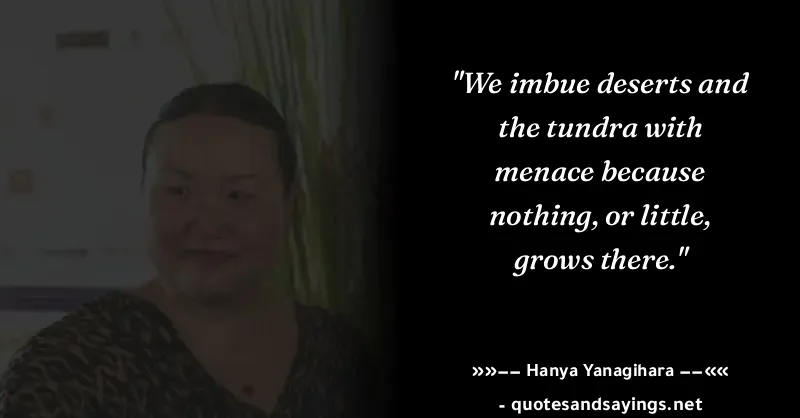 "We imbue deserts and
the tundra with
menace because
nothing, or little,
grows there."
»»–– Hanya Yanagihara ––««
- quotesandsayings.net